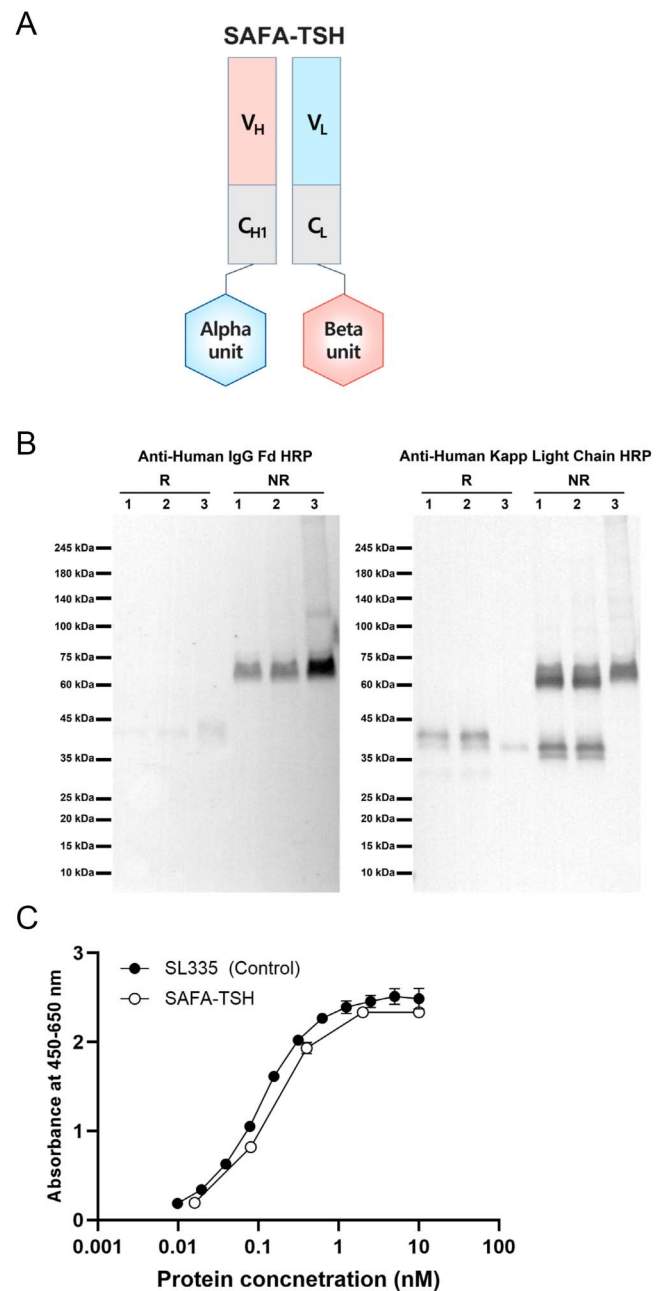 A
SAFA-TSH
VH VL
CH1 CL
Alpha unit
Beta unit
B
Anti-Human IgG Fd HRP
R NR
1 2 3 1 2 3
245 kDa
180 kDa
140 kDa
100 kDa
75 kDa
60 kDa
45 kDa
35 kDa
25 kDa
20 kDa
15 kDa
10 kDa
Anti-Human Kapp Light Chain HRP
R NR
1 2 3 1 2 3
245 kDa
180 kDa
140 kDa
100 kDa
75 kDa
60 kDa
45 kDa
35 kDa
25 kDa
20 kDa
15 kDa
10 kDa
C
SL335 (Control)
SAFA-TSH
Absorbance at 450-650 nm
3
2
1
0
0.001 0.01 0.1 1 10 100
Protein concnetration (nM)